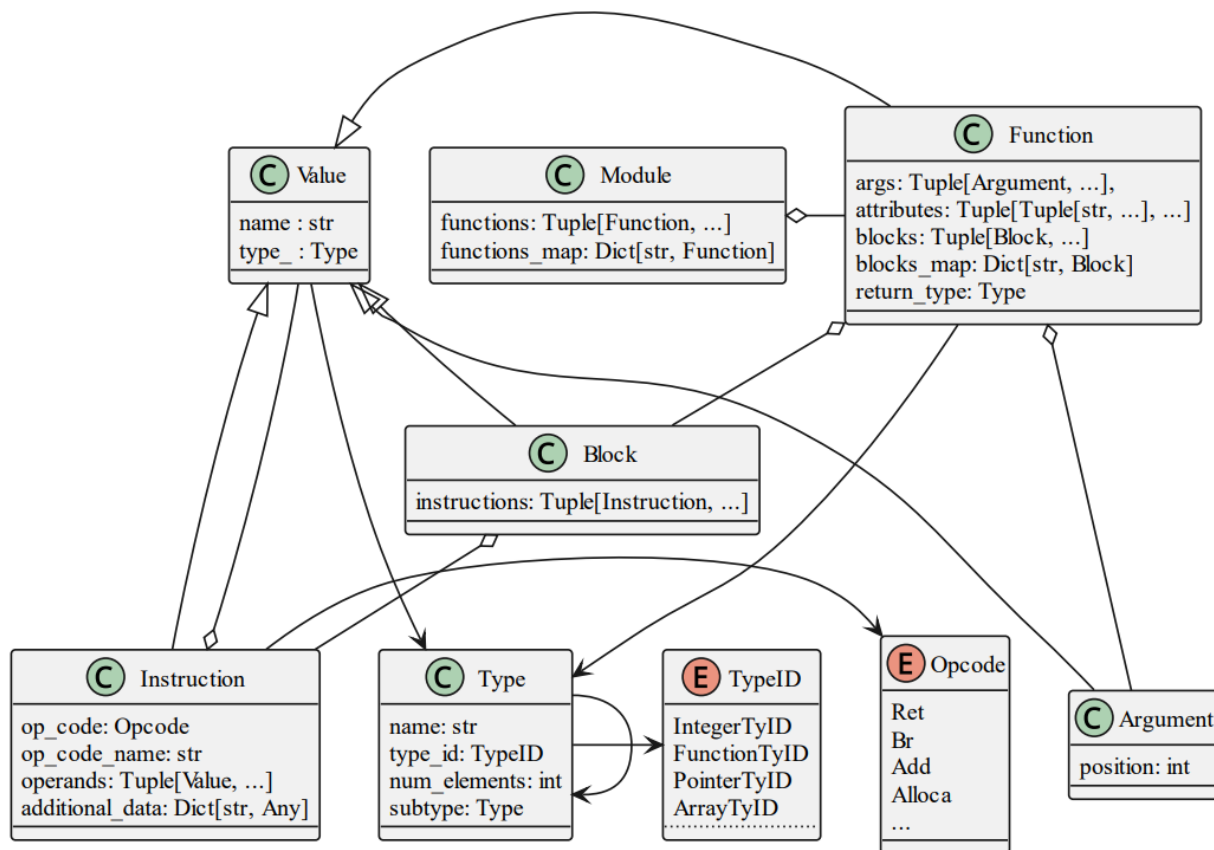 C Function
args: Tuple[Argument, ...],
attributes: Tuple[Tuple[str, ...], ...]
blocks: Tuple[Block, ...]
blocks_map: Dict[str, Block]
return_type: Type
C Value
name : str
type_ : Type
C Module
functions: Tuple[Function, ...]
functions_map: Dict[str, Function]
C Block
instructions: Tuple[Instruction, ...]
C Instruction
op_code: Opcode
op_code_name: str
operands: Tuple[Value, ...]
additional_data: Dict[str, Any]
C Type
name: str
type_id: TypeID
num_elements: int
subtype: Type
E TypeID
IntegerTyID
FunctionTyID
PointerTyID
ArrayTyID
E Opcode
Ret
Br
Add
Alloca
...
C Argument
position: int